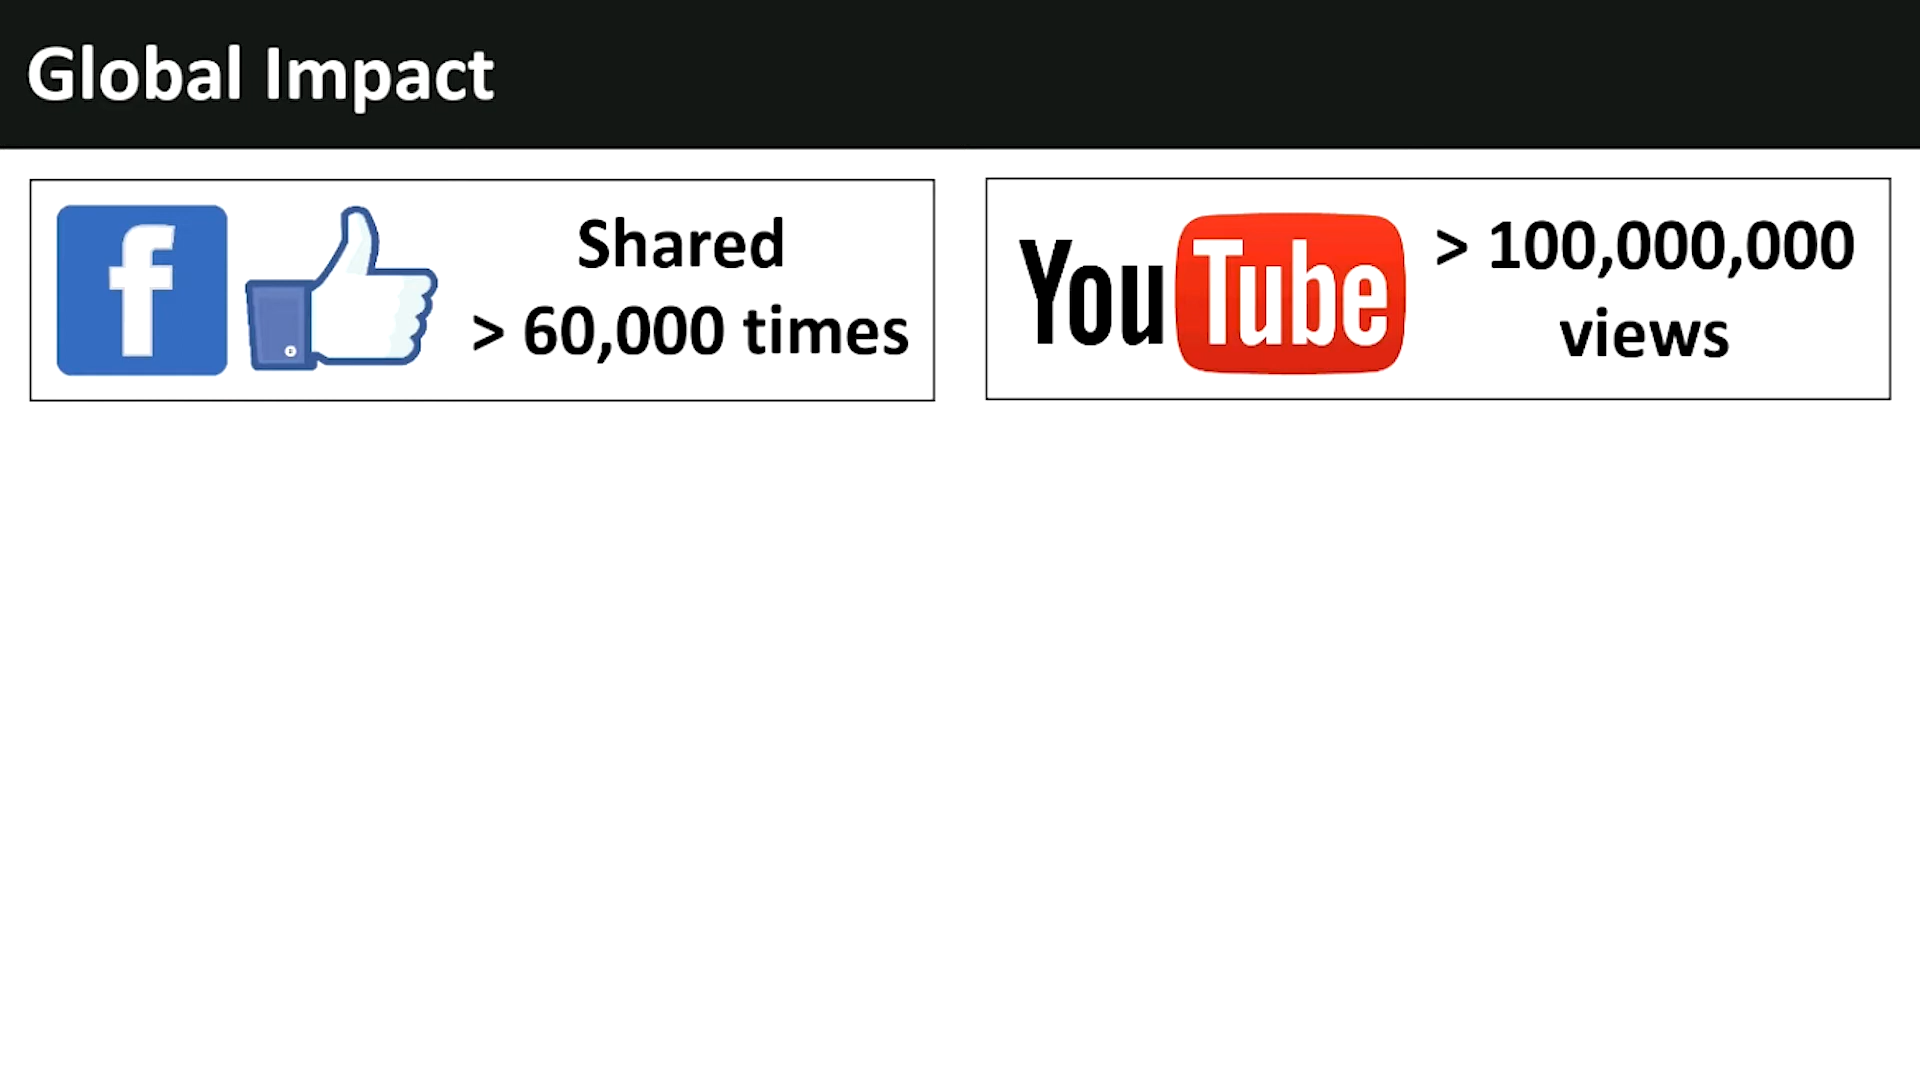 Global Impact
f
Shared
> 60,000 times
YouTube
> 100,000,000
views